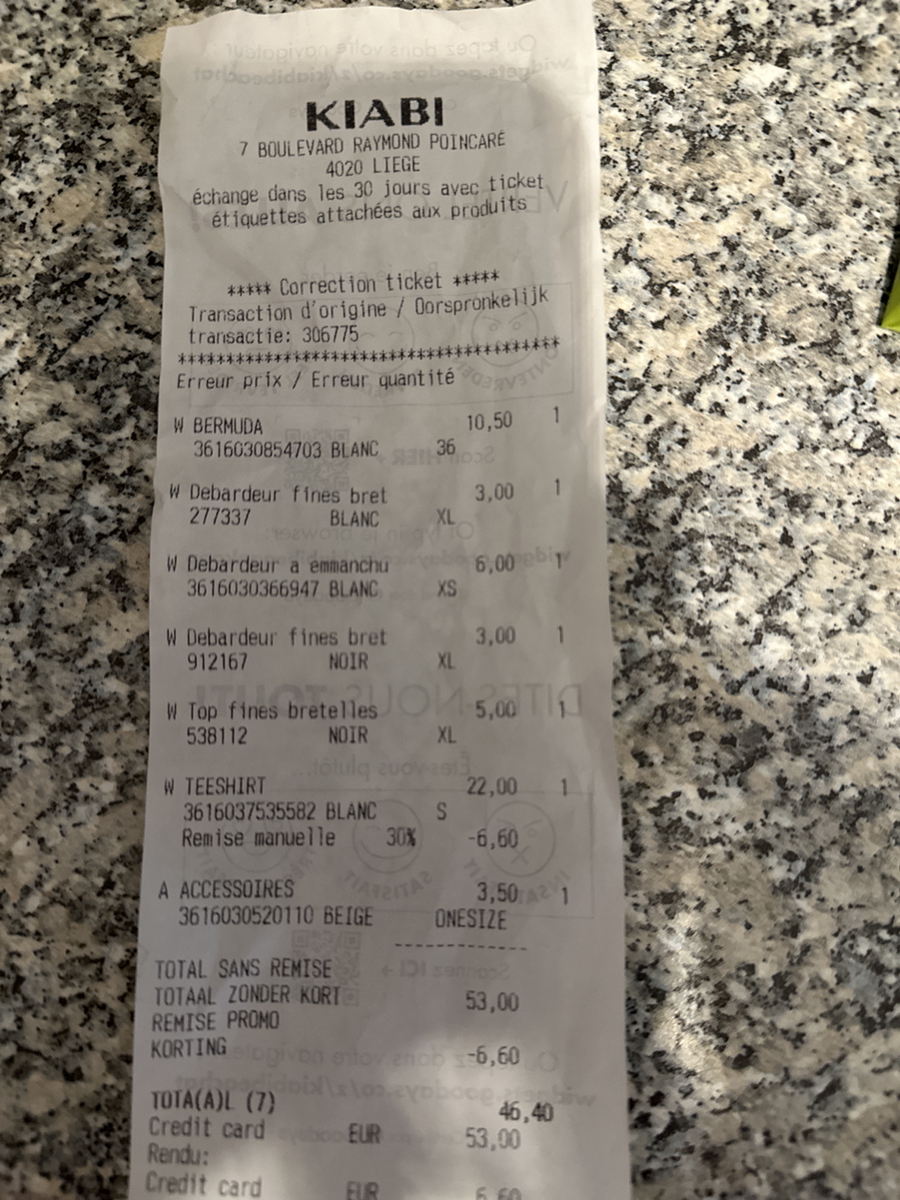 KIABI
7 BOULEVARD RAYMOND POINCARÉ
4020 LIEGE
échange dans les 30 jours avec ticket
étiquettes attachées aux produits
***** Correction ticket *****
Transaction d'origine / Oorspronkelijk
transactie: 306775
****************************************
Erreur prix / Erreur quantité
W BERMUDA 10,50 1
3616030854703 BLANC 36
W Debardeur fines bret 3,00 1
277337 BLANC XL
W Debardeur a emmanchu 6,00 1
3616030366947 BLANC XS
W Debardeur fines bret 3,00 1
912167 NOIR XL
W Top fines bretelles 5,00 1
538112 NOIR XL
W TEESHIRT 22,00 1
3616037535582 BLANC S
Remise manuelle 30% -6,60
A ACCESSOIRES 3,50 1
3616030520110 BEIGE ONESIZE
--------------
TOTAL SANS REMISE
TOTAAL ZONDER KORT 53,00
REMISE PROMO
KORTING -6,60
TOTA(A)L (7) 46,40
Credit card EUR 53,00
Rendu:
Credit card EUR 6,60